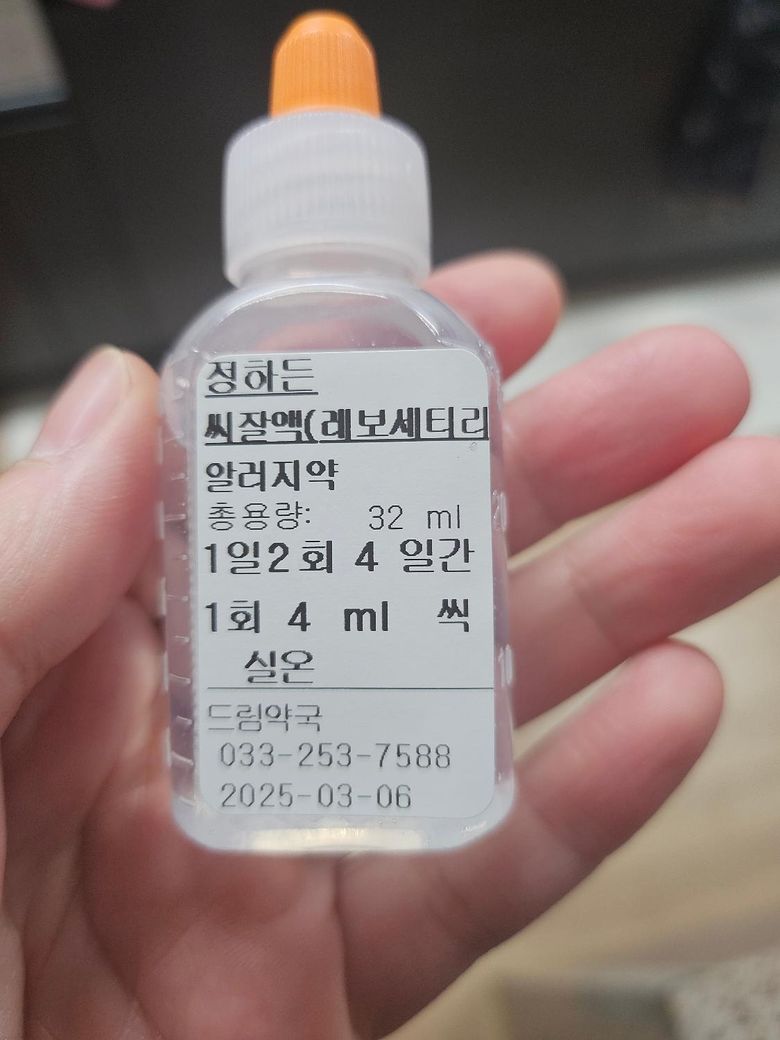 정하든
씨잘액(레보세티리
알러지약
총용량: 32 ml
1일2회 4 일간
1회 4 ml 씩
실온
드림약국
033-253-7588
2025-03-06